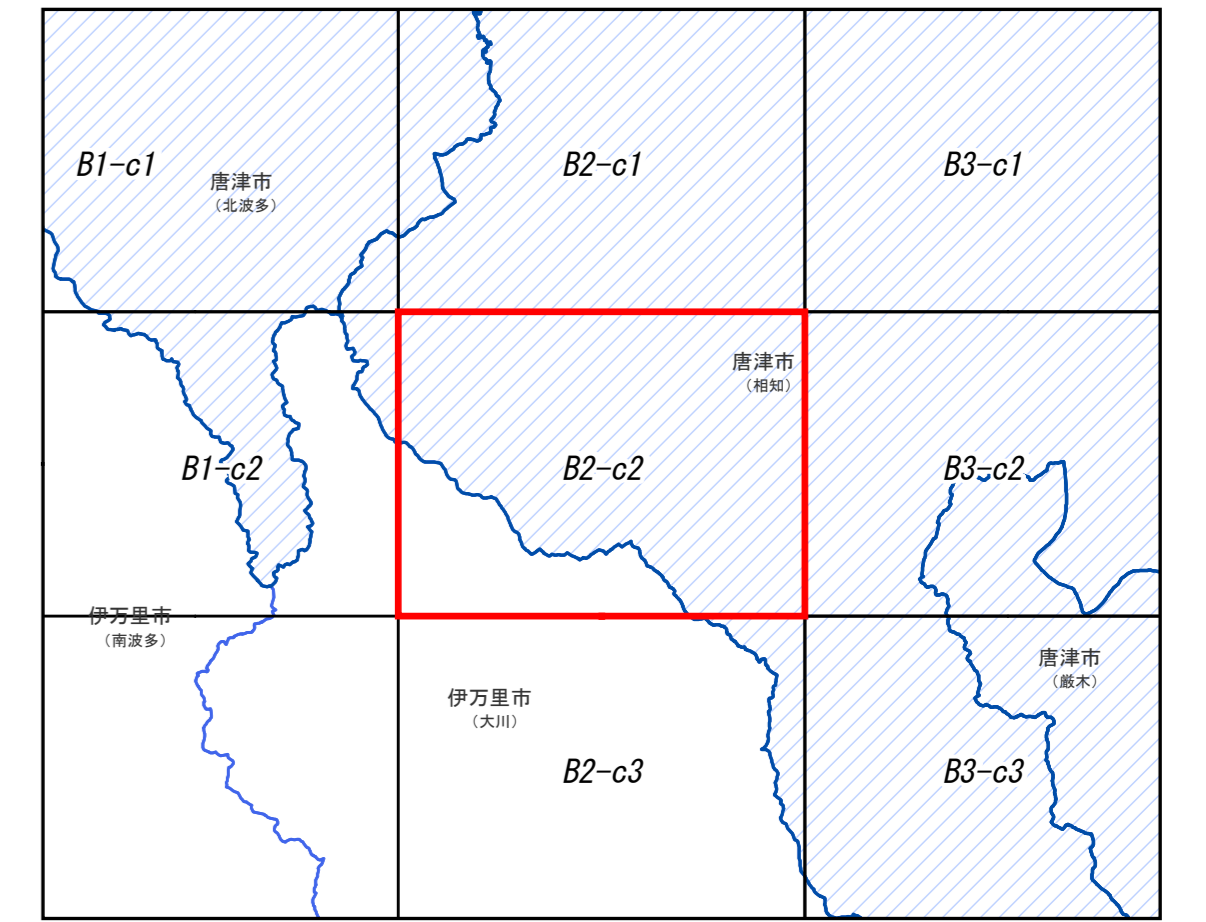 B1-c1
B2-c1
B3-c1
唐津市
（北波多）
唐津市
（相知）
B1-c2
B2-c2
B3-c2
伊万里市
（南波多）
唐津市
（厳木）
伊万里市
（大川）
B2-c3
B3-c3